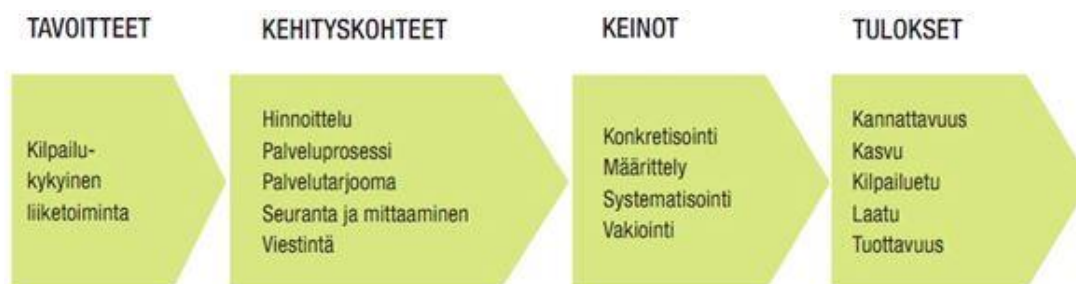 TAVOITTEET
Kilpailu-
kykyinen
liiketoiminta
KEHITYSKOHTEET
Hinnoittelu
Palveluprosessi
Palvelutarjooma
Seuranta ja mittaaminen
Viestintä
KEINOT
Konkretisointi
Määrittely
Systematisointi
Vakiointi
TULOKSET
Kannattavuus
Kasvu
Kilpailuetu
Laatu
Tuottavuus